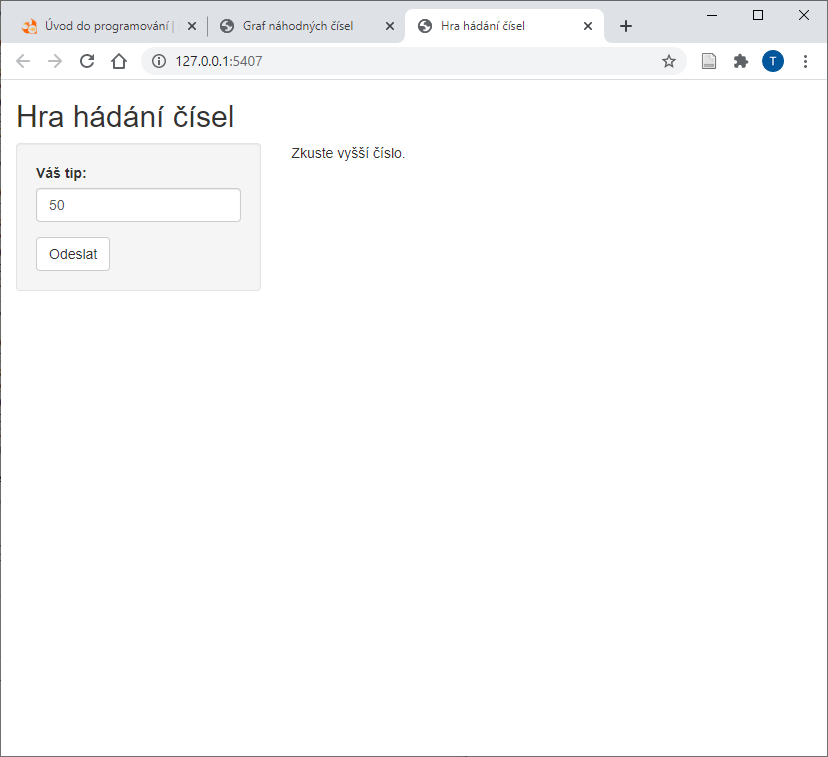 Úvod do programování |
Graf náhodných čísel
Hra hádání čísel
127.0.0.1:5407
T
Hra hádání čísel
Váš tip:
Zkuste vyšší číslo.
50
Odeslat